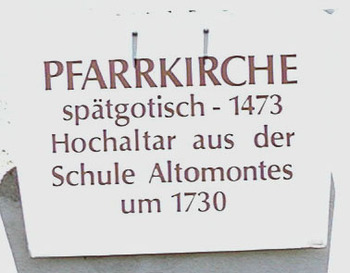 PFARRKIRCHE
spätgotisch - 1473
Hochaltar aus der
Schule Altomontes
um 1730